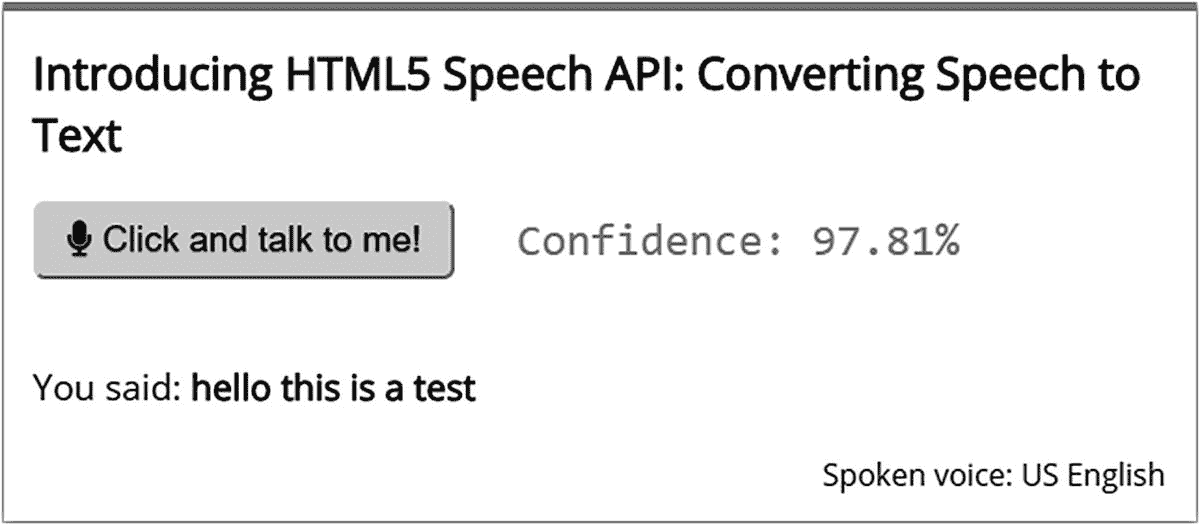 Introducing HTML5 Speech API: Converting Speech to
Text
Click and talk to me!
Confidence: 97.81%
You said: hello this is a test
Spoken voice: US English